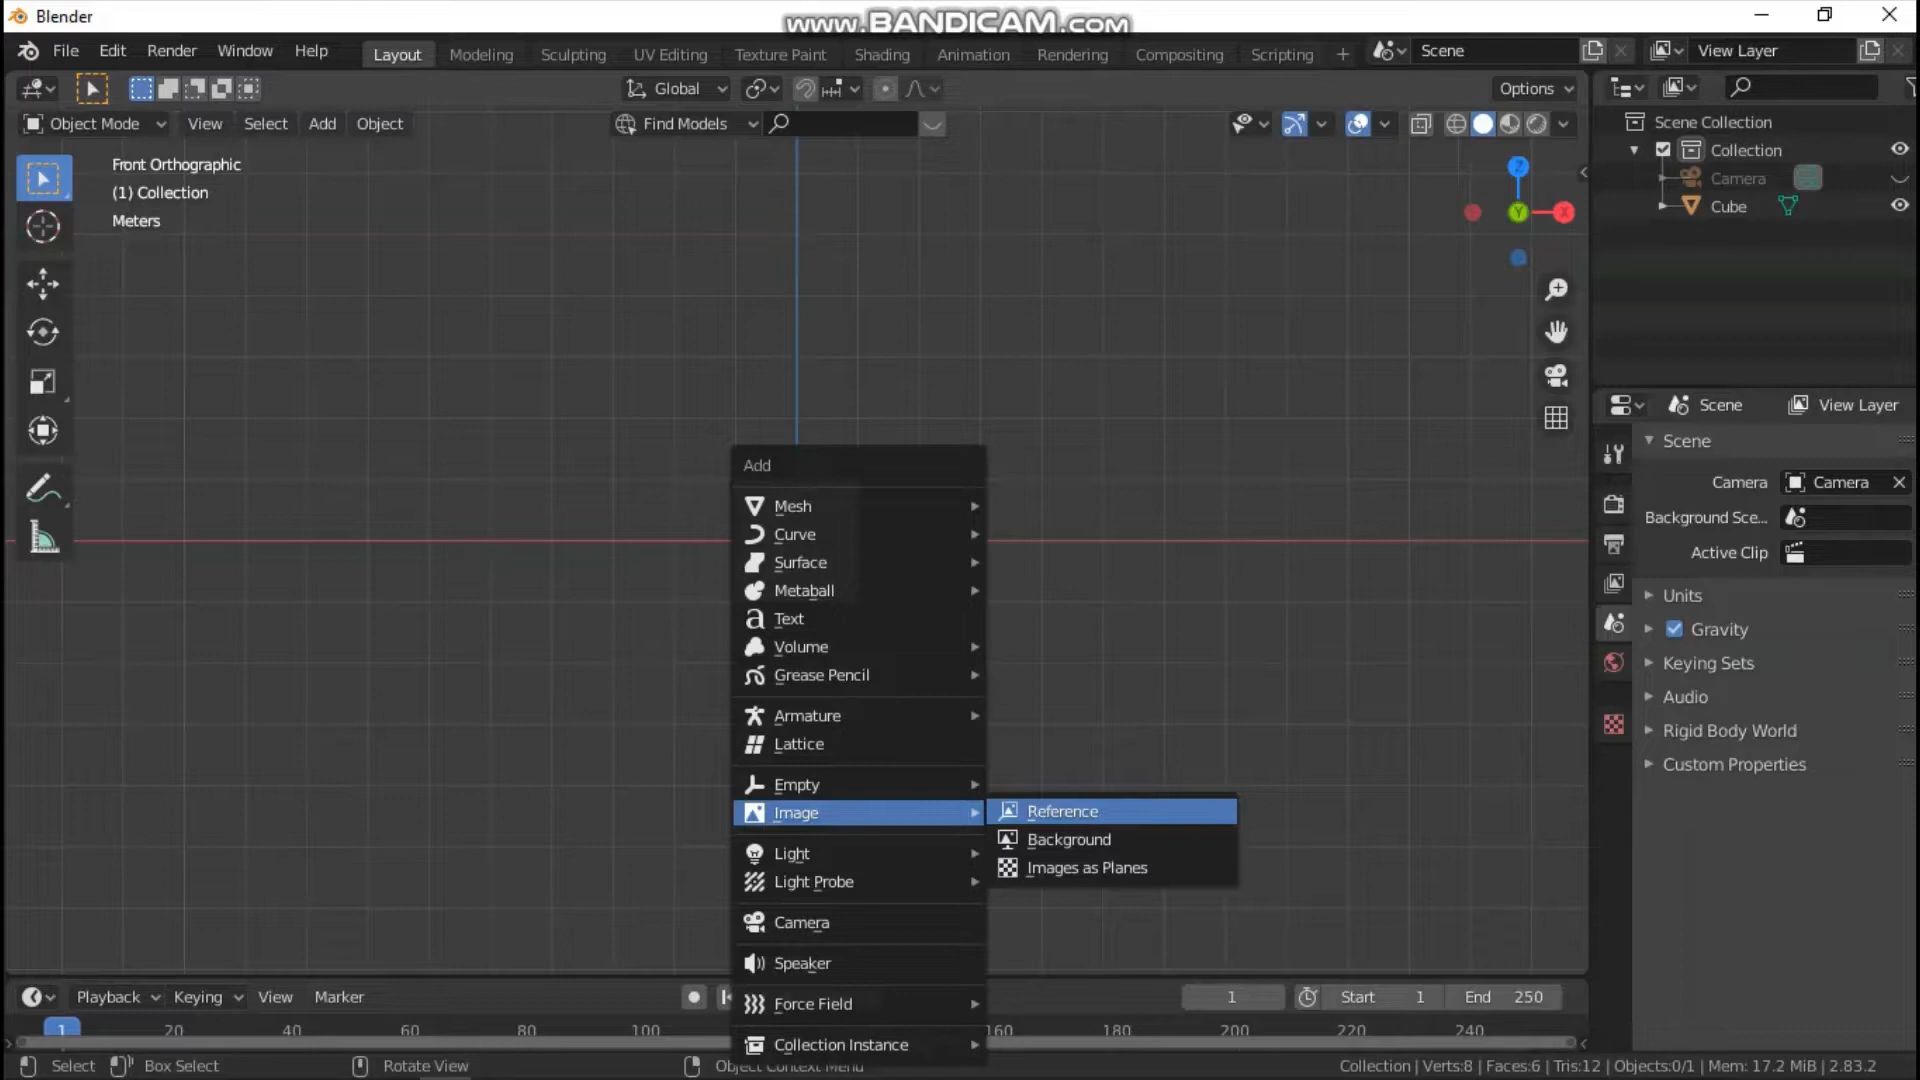 Blender
www.BANDICAM.com
File Edit Render Window Help
Layout Modeling Sculpting UV Editing Texture Paint Shading Animation Rendering Compositing Scripting +
Scene
View Layer
Global
Options
Object Mode View Select Add Object
Find Models
Front Orthographic
(1) Collection
Meters
Z
Y
X
Scene Collection
Collection
Camera
Cube
Scene View Layer
Scene
Camera Camera
Background Sce...
Active Clip
Units
Gravity
Keying Sets
Audio
Rigid Body World
Custom Properties
Add
Mesh
Curve
Surface
Metaball
Text
Volume
Grease Pencil
Armature
Lattice
Empty
Image
Light
Light Probe
Camera
Speaker
Force Field
Collection Instance
Reference
Background
Images as Planes
Playback Keying View Marker
1 Start 1 End 250
1 20 40 60 80 100 160 180 200 220 240
Select Box Select Rotate View Object Context Menu
Collection | Verts:8 | Faces:6 | Tris:12 | Objects:0/1 | Mem: 17.2 MiB | 2.83.2